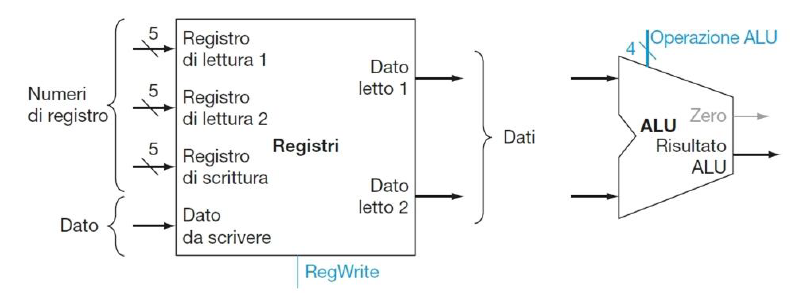 Numeri
di registro
Dato
5
Registro
di lettura 1
5
Registro
di lettura 2
5
Registro
di scrittura
Dato
da scrivere
Registri
Dato
letto 1
Dato
letto 2
RegWrite
Dati
4
Operazione ALU
ALU
Zero
Risultato
ALU